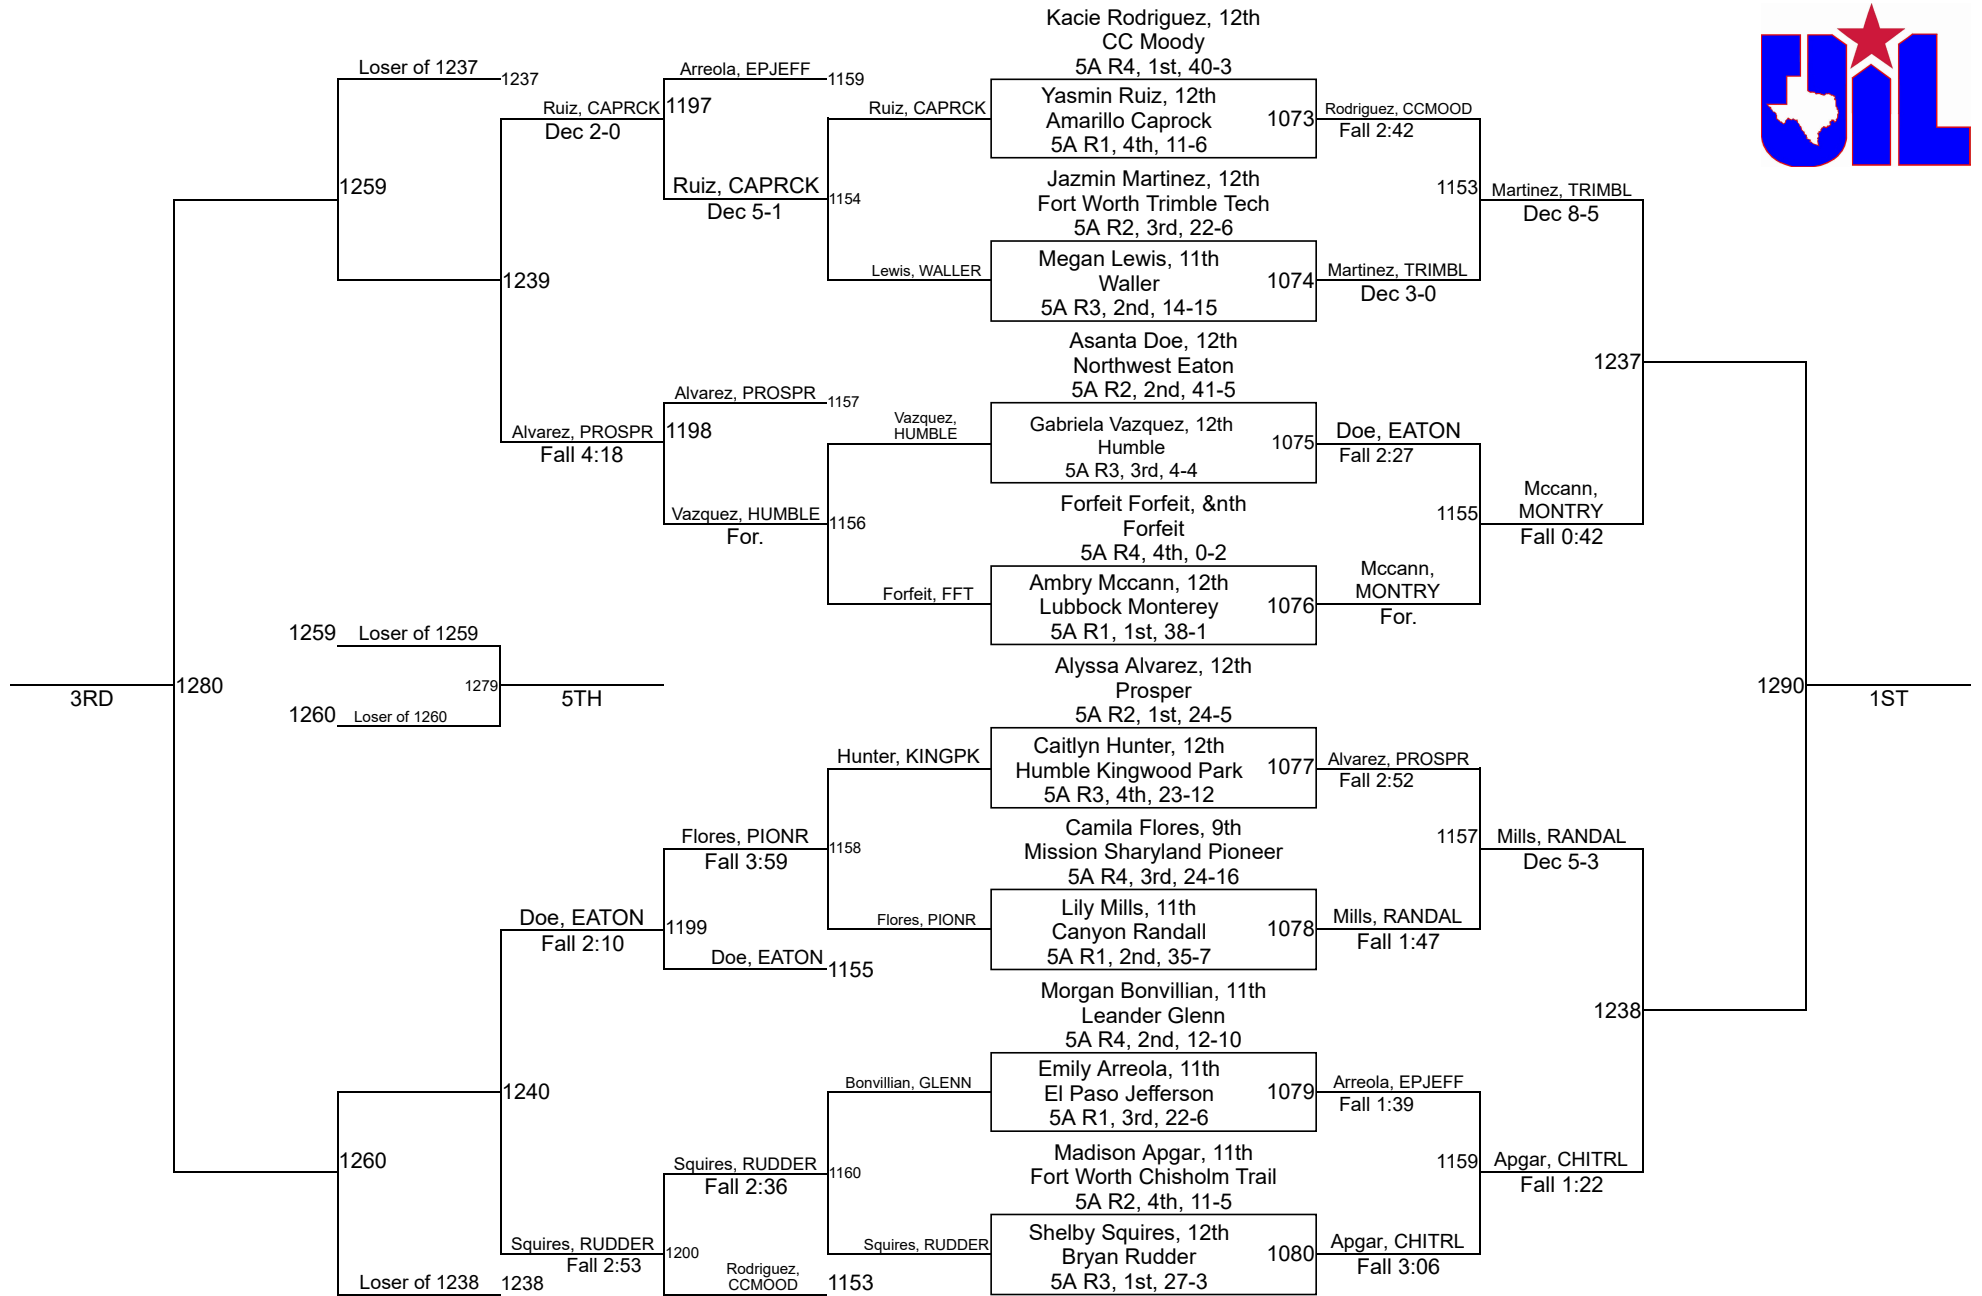 UIL
Kacie Rodriguez, 12th
CC Moody
5A R4, 1st, 40-3
Yasmin Ruiz, 12th
Amarillo Caprock
5A R1, 4th, 11-6
1073
Jazmin Martinez, 12th
Fort Worth Trimble Tech
5A R2, 3rd, 22-6
Megan Lewis, 11th
Waller
5A R3, 2nd, 14-15
1074
Asanta Doe, 12th
Northwest Eaton
5A R2, 2nd, 41-5
Gabriela Vazquez, 12th
Humble
5A R3, 3rd, 4-4
1075
Forfeit Forfeit, &nth
Forfeit
5A R4, 4th, 0-2
Ambry Mccann, 12th
Lubbock Monterey
5A R1, 1st, 38-1
1076
Alyssa Alvarez, 12th
Prosper
5A R2, 1st, 24-5
Caitlyn Hunter, 12th
Humble Kingwood Park
5A R3, 4th, 23-12
1077
Camila Flores, 9th
Mission Sharyland Pioneer
5A R4, 3rd, 24-16
Lily Mills, 11th
Canyon Randall
5A R1, 2nd, 35-7
1078
Morgan Bonvillian, 11th
Leander Glenn
5A R4, 2nd, 12-10
Emily Arreola, 11th
El Paso Jefferson
5A R1, 3rd, 22-6
1079
Madison Apgar, 11th
Fort Worth Chisholm Trail
5A R2, 4th, 11-5
Shelby Squires, 12th
Bryan Rudder
5A R3, 1st, 27-3
1080
Rodriguez, CCMOOD
Fall 2:42
1153
Martinez, TRIMBL
Dec 3-0
Doe, EATON
Fall 2:27
1155
Mccann,
MONTRY
For.
Alvarez, PROSPR
Fall 2:52
1157
Mills, RANDAL
Fall 1:47
Arreola, EPJEFF
Fall 1:39
1159
Apgar, CHITRL
Fall 3:06
Martinez, TRIMBL
Dec 8-5
1237
Mccann,
MONTRY
Fall 0:42
Mills, RANDAL
Dec 5-3
1238
Apgar, CHITRL
Fall 1:22
1290
1ST
Ruiz, CAPRCK
1154
Lewis, WALLER
Vazquez,
HUMBLE
1156
Forfeit, FFT
Hunter, KINGPK
1158
Flores, PIONR
Bonvillian, GLENN
1160
Squires, RUDDER
Arreola, EPJEFF
1159
1197
Ruiz, CAPRCK
Dec 5-1
Alvarez, PROSPR
1157
1198
Vazquez, HUMBLE
For.
Flores, PIONR
Fall 3:59
1199
Doe, EATON
1155
Squires, RUDDER
Fall 2:36
1200
Rodriguez,
CCMOOD
1153
Loser of 1237
1237
Ruiz, CAPRCK
Dec 2-0
1259
1239
Alvarez, PROSPR
Fall 4:18
1259
Loser of 1259
1279
5TH
1260
Loser of 1260
1280
3RD
Doe, EATON
Fall 2:10
1240
1260
Squires, RUDDER
Fall 2:53
Loser of 1238
1238